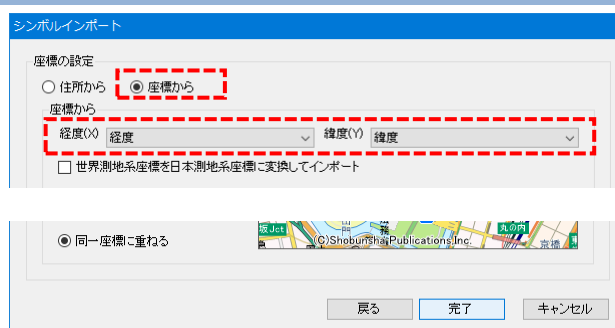 シンボルインポート
座標の設定
住所から 座標から
座標から
経度(X) 経度 緯度(Y) 緯度
世界測地系座標を日本測地系座標に変換してインポート
同一座標に重ねる
坂Jct
丸の内
(C)Shobunsha Publications,Inc.
京橋
戻る 完了 キャンセル